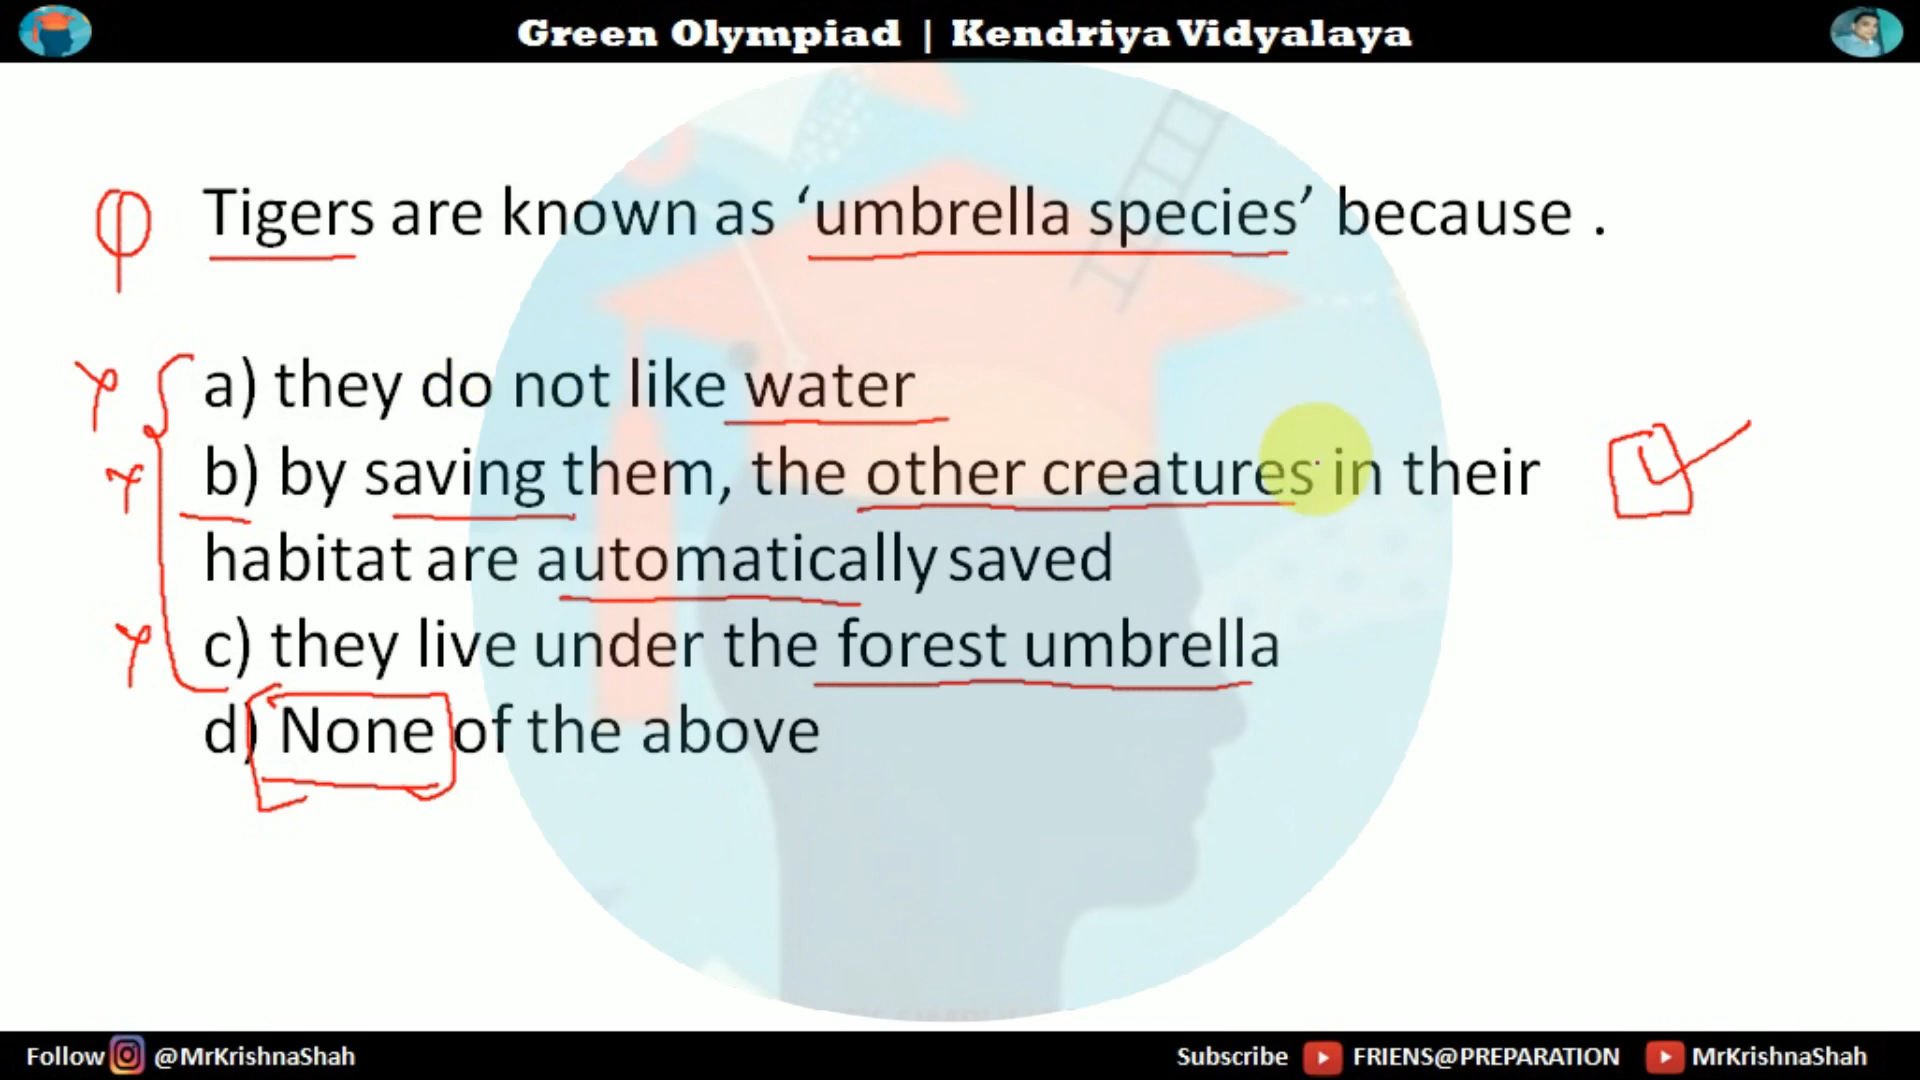 Green Olympiad | Kendriya Vidyalaya
Tigers are known as ‘umbrella species’ because .
a) they do not like water
b) by saving them, the other creatures in their
habitat are automatically saved
c) they live under the forest umbrella
d) None of the above
Follow @MrKrishnaShah
Subscribe FRIENS@PREPARATION MrKrishnaShah